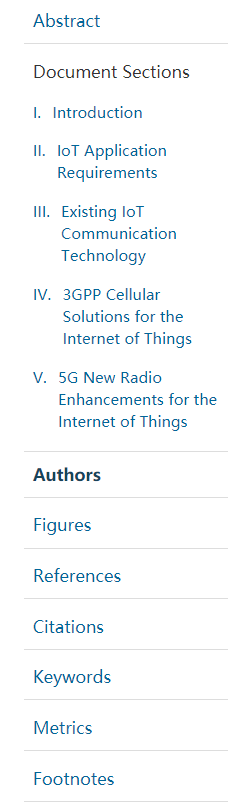 Abstract
Document Sections
I. Introduction
II. IoT Application
Requirements
III. Existing IoT
Communication
Technology
IV. 3GPP Cellular
Solutions for the
Internet of Things
V. 5G New Radio
Enhancements for the
Internet of Things
Authors
Figures
References
Citations
Keywords
Metrics
Footnotes